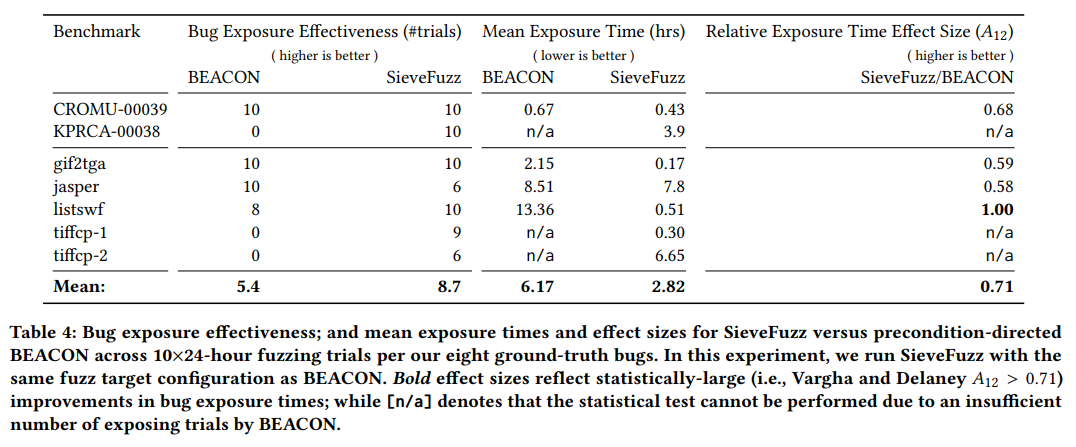 Benchmark Bug Exposure Effectiveness (#trials) Mean Exposure Time (hrs) Relative Exposure Time Effect Size (A12)
( higher is better ) ( lower is better ) ( higher is better )
BEACON SieveFuzz BEACON SieveFuzz SieveFuzz/BEACON
CROMU-00039 10 10 0.67 0.43 0.68
KPRCA-00038 0 10 n/a 3.9 n/a
gif2tga 10 10 2.15 0.17 0.59
jasper 10 6 8.51 7.8 0.58
listswf 8 10 13.36 0.51 1.00
tiffcp-1 0 9 n/a 0.30 n/a
tiffcp-2 0 6 n/a 6.65 n/a
Mean: 5.4 8.7 6.17 2.82 0.71
Table 4: Bug exposure effectiveness; and mean exposure times and effect sizes for SieveFuzz versus precondition-directed
BEACON across 10×24-hour fuzzing trials per our eight ground-truth bugs. In this experiment, we run SieveFuzz with the
same fuzz target configuration as BEACON. Bold effect sizes reflect statistically-large (i.e., Vargha and Delaney A12 > 0.71)
improvements in bug exposure times; while [n/a] denotes that the statistical test cannot be performed due to an insufficient
number of exposing trials by BEACON.